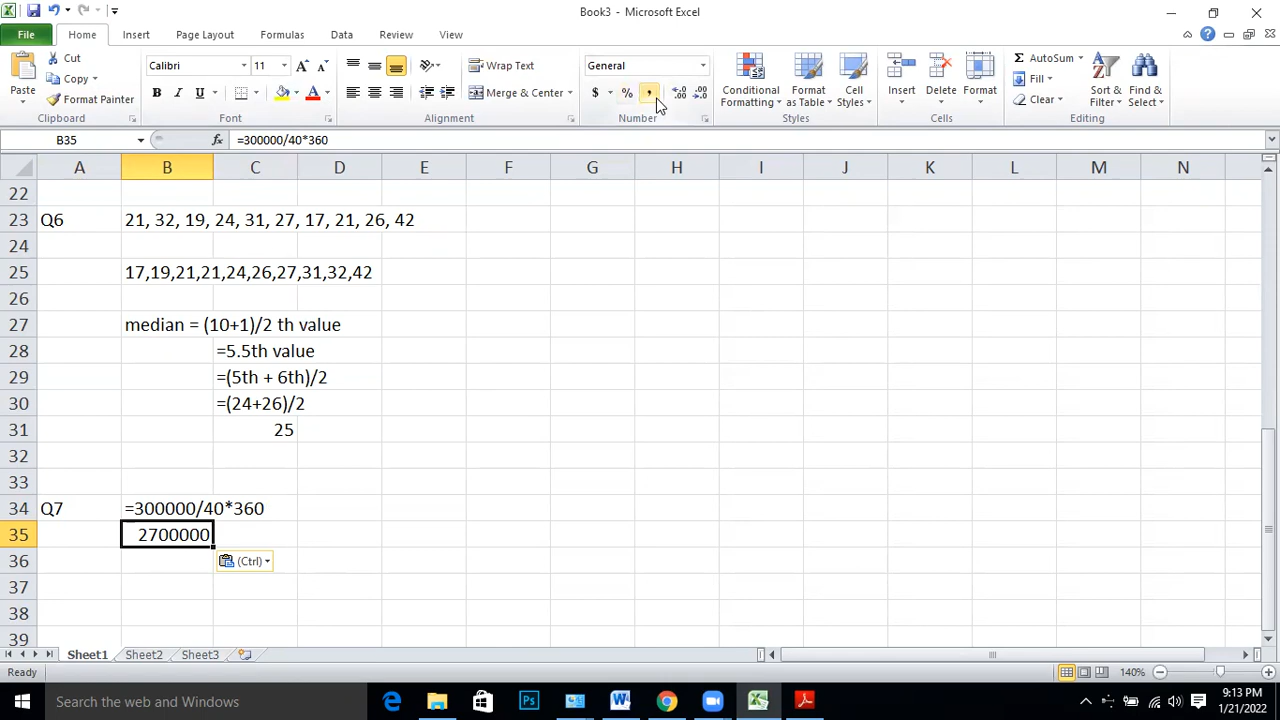 Book3 - Microsoft Excel
File Home Insert Page Layout Formulas Data Review View
Paste
Cut
Copy
Format Painter
Clipboard
Calibri 11 A A
B I U A
Font
Wrap Text
Merge & Center
Alignment
General
$ % ,
Number
Conditional Formatting
Format as Table
Cell Styles
Styles
Insert Delete Format
Cells
AutoSum
Fill
Clear
Sort & Filter
Find & Select
Editing
B35 fx =300000/40*360
A B C D E F G H I J K L M N
22
23 Q6 21, 32, 19, 24, 31, 27, 17, 21, 26, 42
24
25 17,19,21,21,24,26,27,31,32,42
26
27 median = (10+1)/2 th value
28 =5.5th value
29 =(5th + 6th)/2
30 =(24+26)/2
31 25
32
33
34 Q7 =300000/40*360
35 2700000
36 (Ctrl)
37
38
39
Sheet1 Sheet2 Sheet3
Ready 140%
Search the web and Windows
9:13 PM
1/21/2022